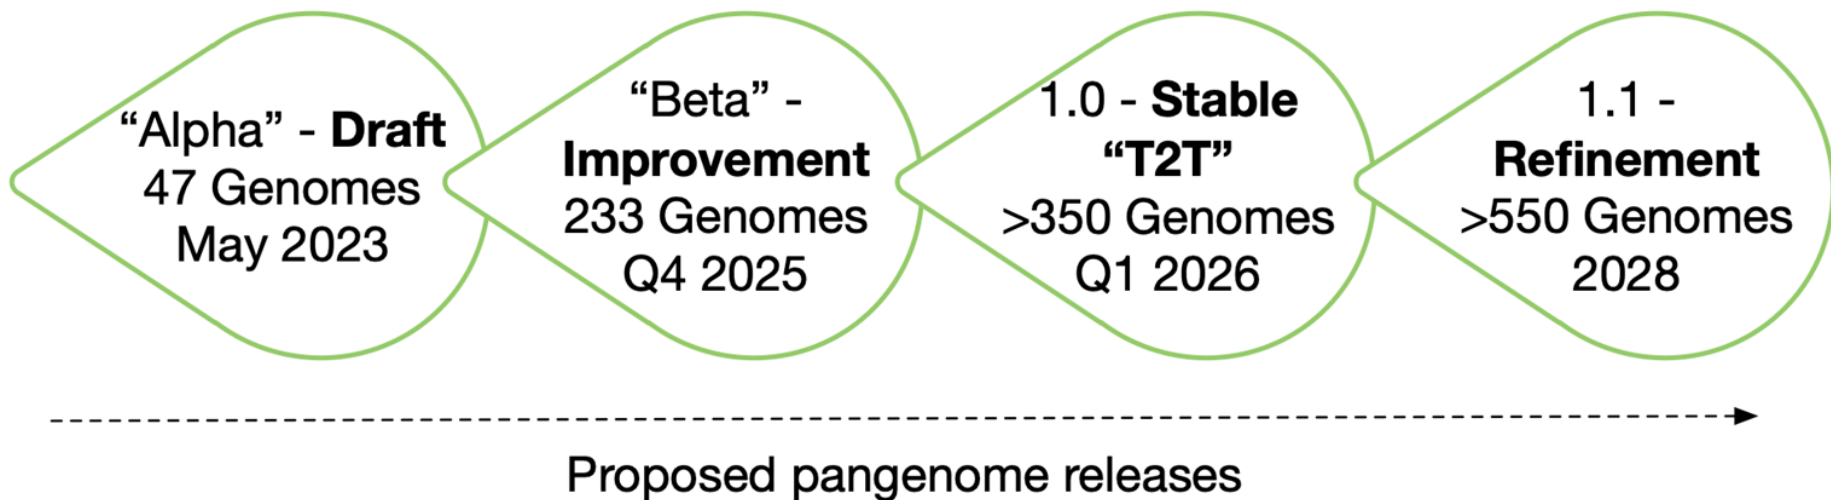 “Alpha” - Draft
47 Genomes
May 2023
“Beta” -
Improvement
233 Genomes
Q4 2025
1.0 - Stable
“T2T”
>350 Genomes
Q1 2026
1.1 -
Refinement
>550 Genomes
2028
Proposed pangenome releases